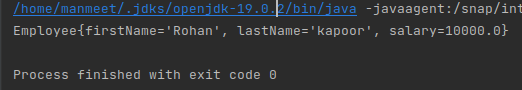 /home/manmeet/.jdks/openjdk-19.0.2/bin/java -javaagent:/snap/int
Employee{firstName='Rohan', lastName='kapoor', salary=10000.0}
Process finished with exit code 0